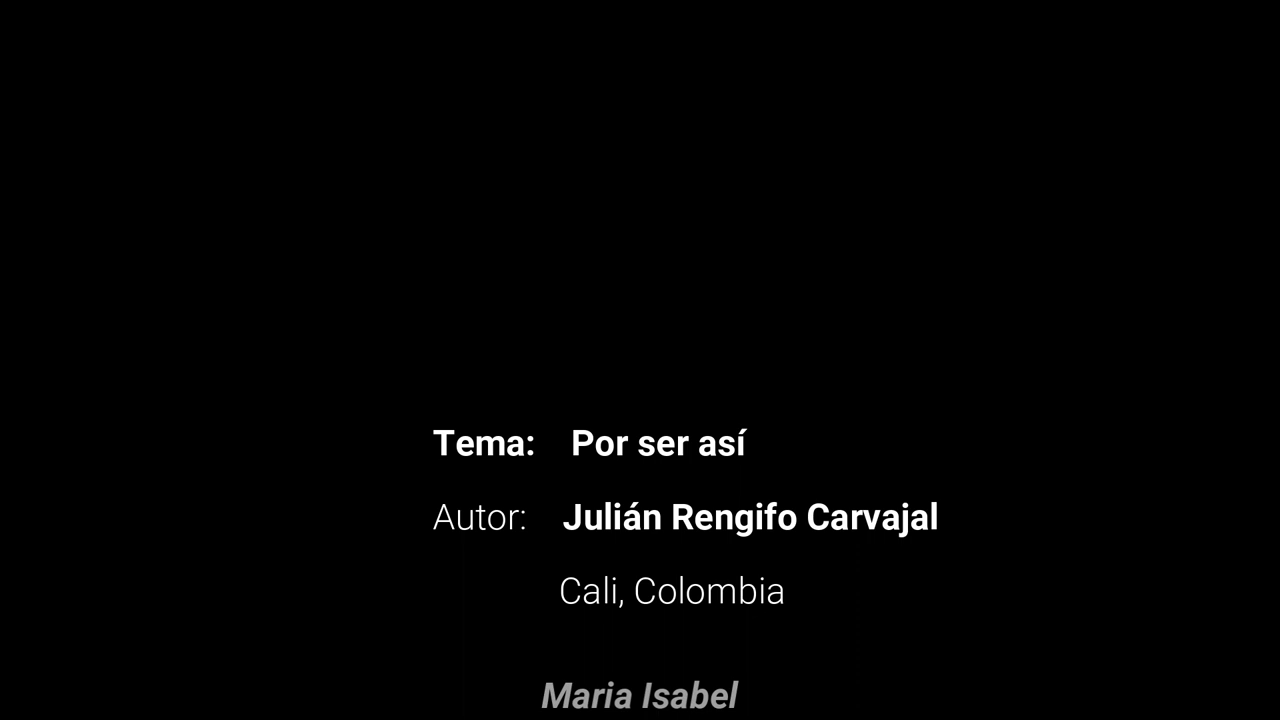 Tema: Por ser así
Autor: Julián Rengifo Carvajal
Cali, Colombia
Maria Isabel